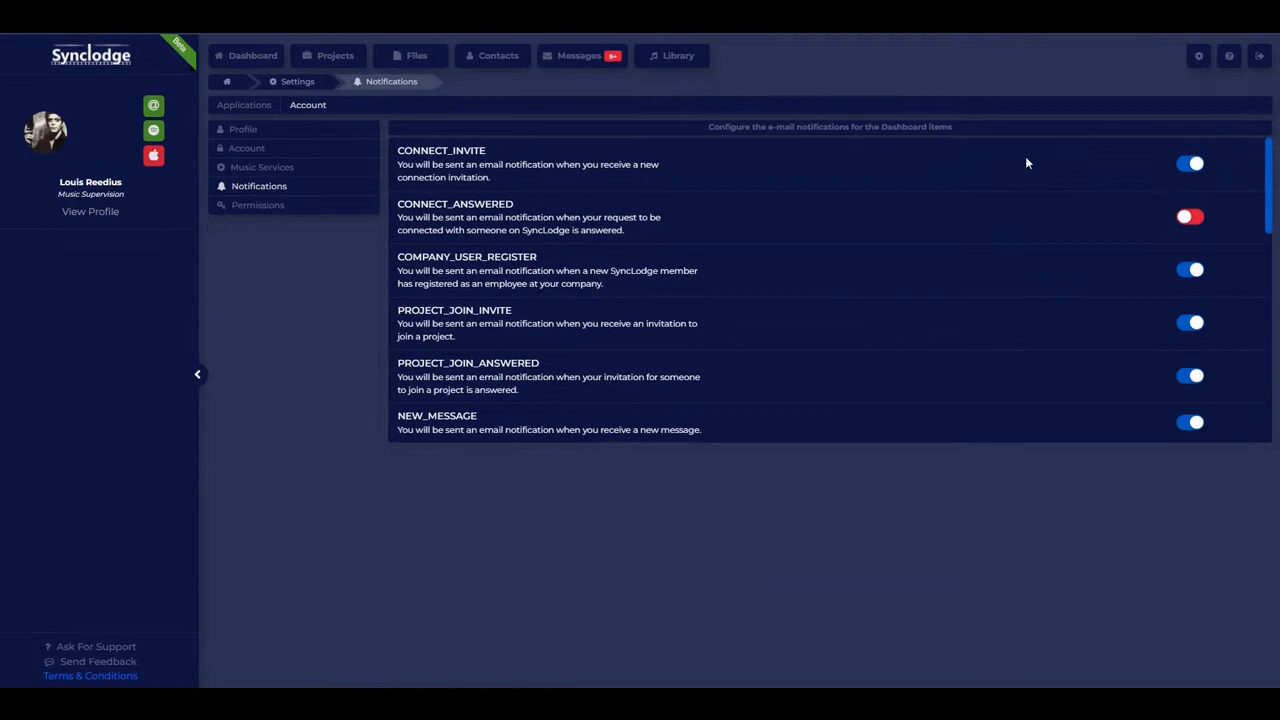 Synclodge
Beta
Dashboard
Projects
Files
Contacts
Messages 9+
Library
Settings
Notifications
Applications
Account
Louis Reedius
Music Supervision
View Profile
Profile
Account
Music Services
Notifications
Permissions
Configure the e-mail notifications for the Dashboard items
CONNECT_INVITE
You will be sent an email notification when you receive a new
connection invitation.
CONNECT_ANSWERED
You will be sent an email notification when your request to be
connected with someone on SyncLodge is answered.
COMPANY_USER_REGISTER
You will be sent an email notification when a new SyncLodge member
has registered as an employee at your company.
PROJECT_JOIN_INVITE
You will be sent an email notification when you receive an invitation to
join a project.
PROJECT_JOIN_ANSWERED
You will be sent an email notification when your invitation for someone
to join a project is answered.
NEW_MESSAGE
You will be sent an email notification when you receive a new message.
? Ask For Support
Send Feedback
Terms & Conditions